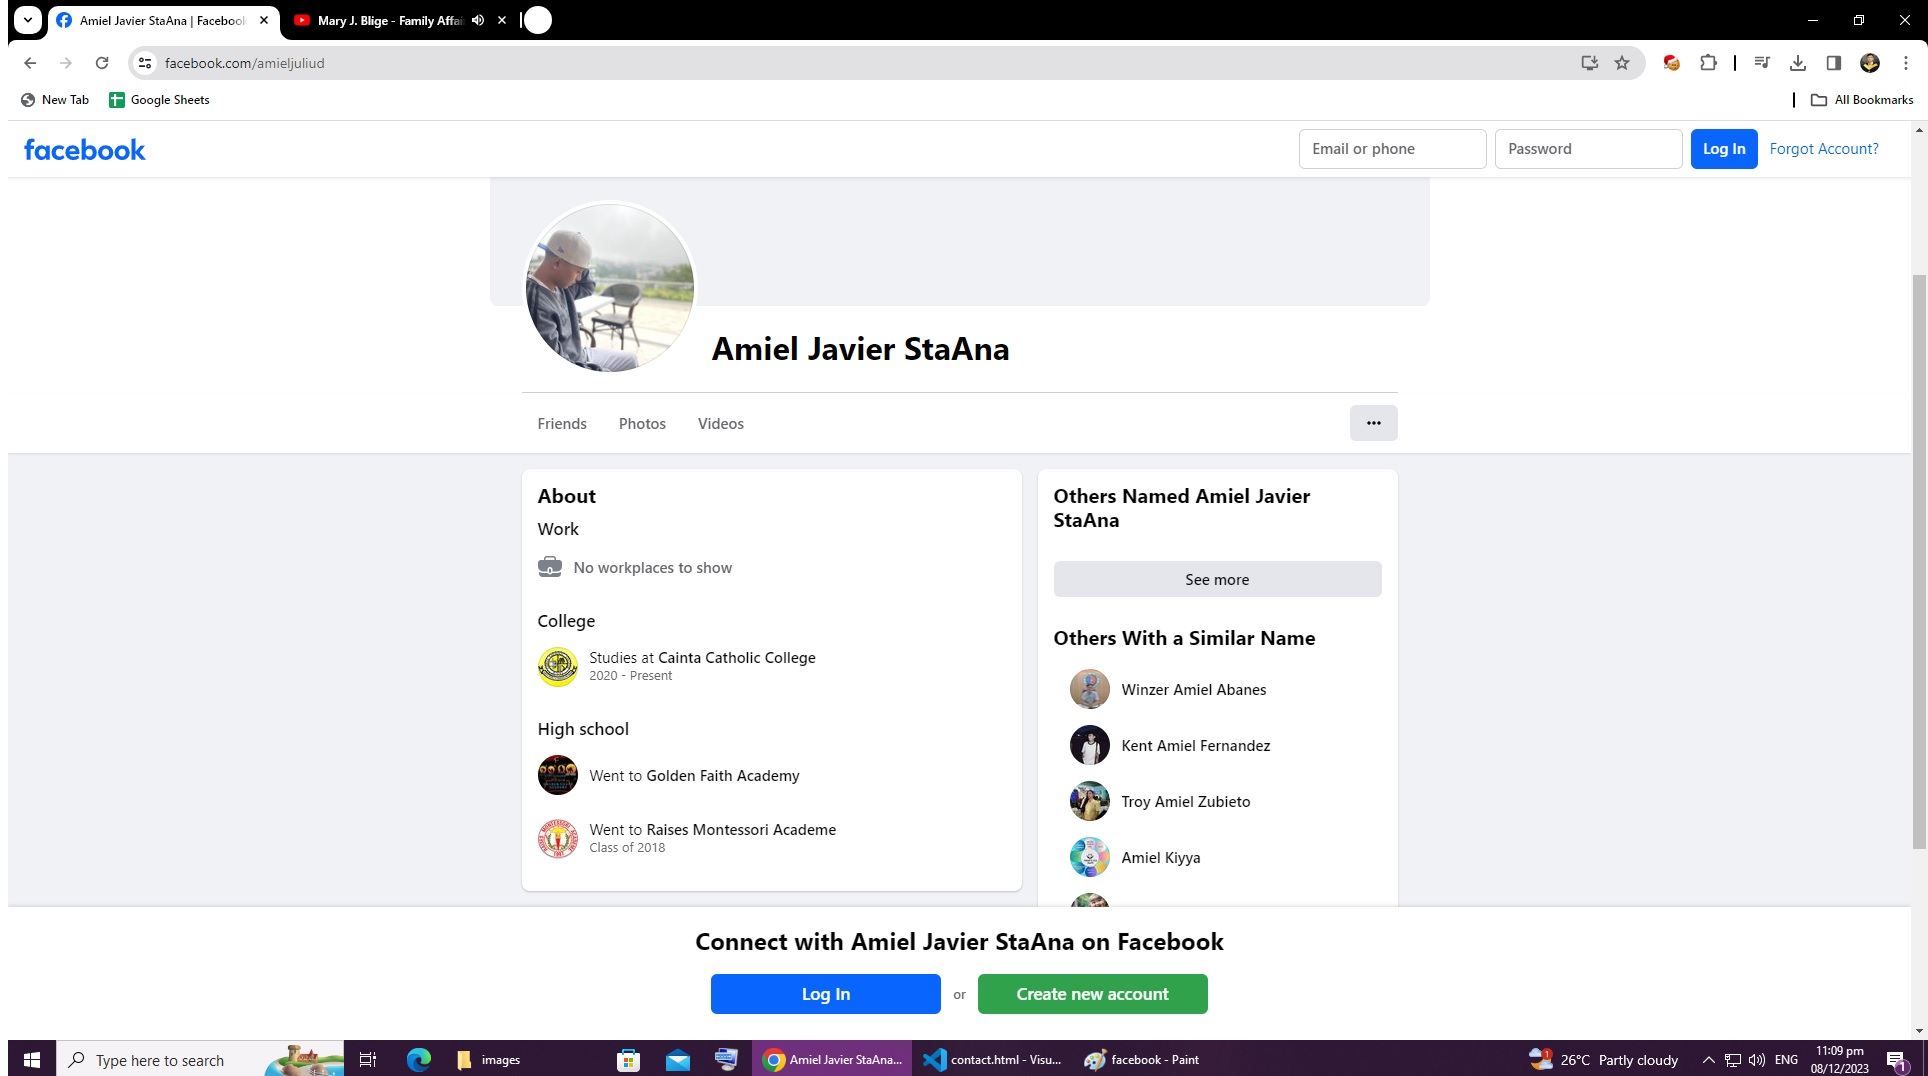 Amiel Javier StaAna | Facebook
Mary J. Blige - Family Affai
facebook.com/amieljuliud
New Tab
Google Sheets
All Bookmarks
facebook
Email or phone
Password
Log In
Forgot Account?
Amiel Javier StaAna
Friends
Photos
Videos
About
Work
No workplaces to show
College
Studies at Cainta Catholic College
2020 - Present
High school
Went to Golden Faith Academy
Went to Raises Montessori Academe
Class of 2018
Others Named Amiel Javier
StaAna
See more
Others With a Similar Name
Winzer Amiel Abanes
Kent Amiel Fernandez
Troy Amiel Zubieto
Amiel Kiyya
Connect with Amiel Javier StaAna on Facebook
Log In
or
Create new account
Type here to search
images
Amiel Javier StaAna...
contact.html - Visu...
facebook - Paint
1
26°C Partly cloudy
ENG
11:09 pm
08/12/2023
1